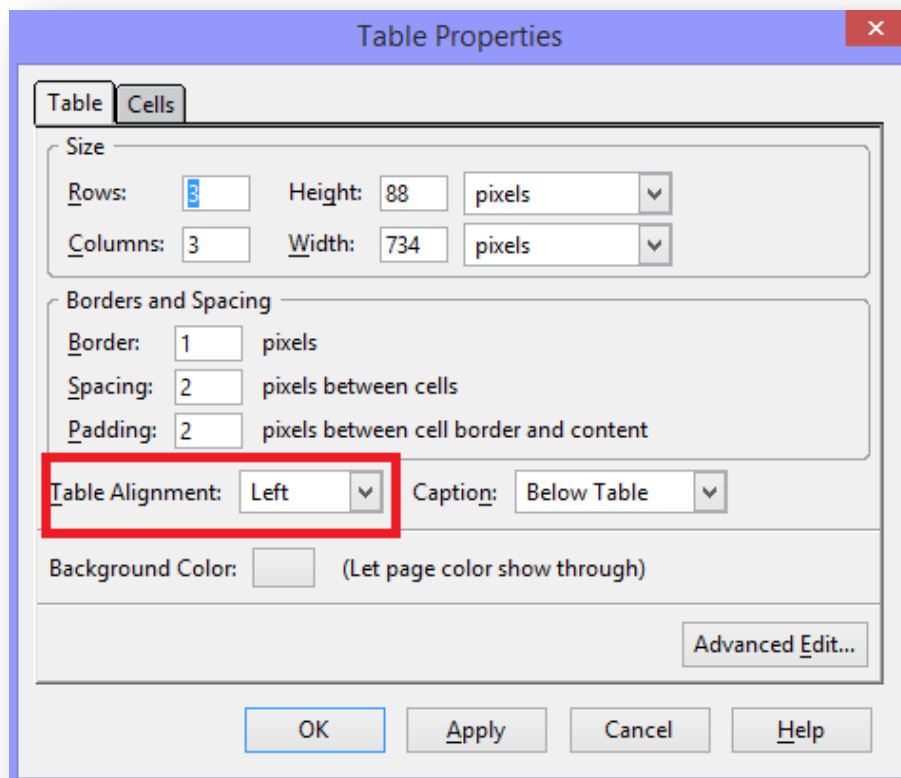 Table Properties
Table Cells
Size
Rows: 3 Height: 88 pixels
Columns: 3 Width: 734 pixels
Borders and Spacing
Border: 1 pixels
Spacing: 2 pixels between cells
Padding: 2 pixels between cell border and content
Table Alignment: Left Caption: Below Table
Background Color: (Let page color show through)
Advanced Edit...
OK Apply Cancel Help